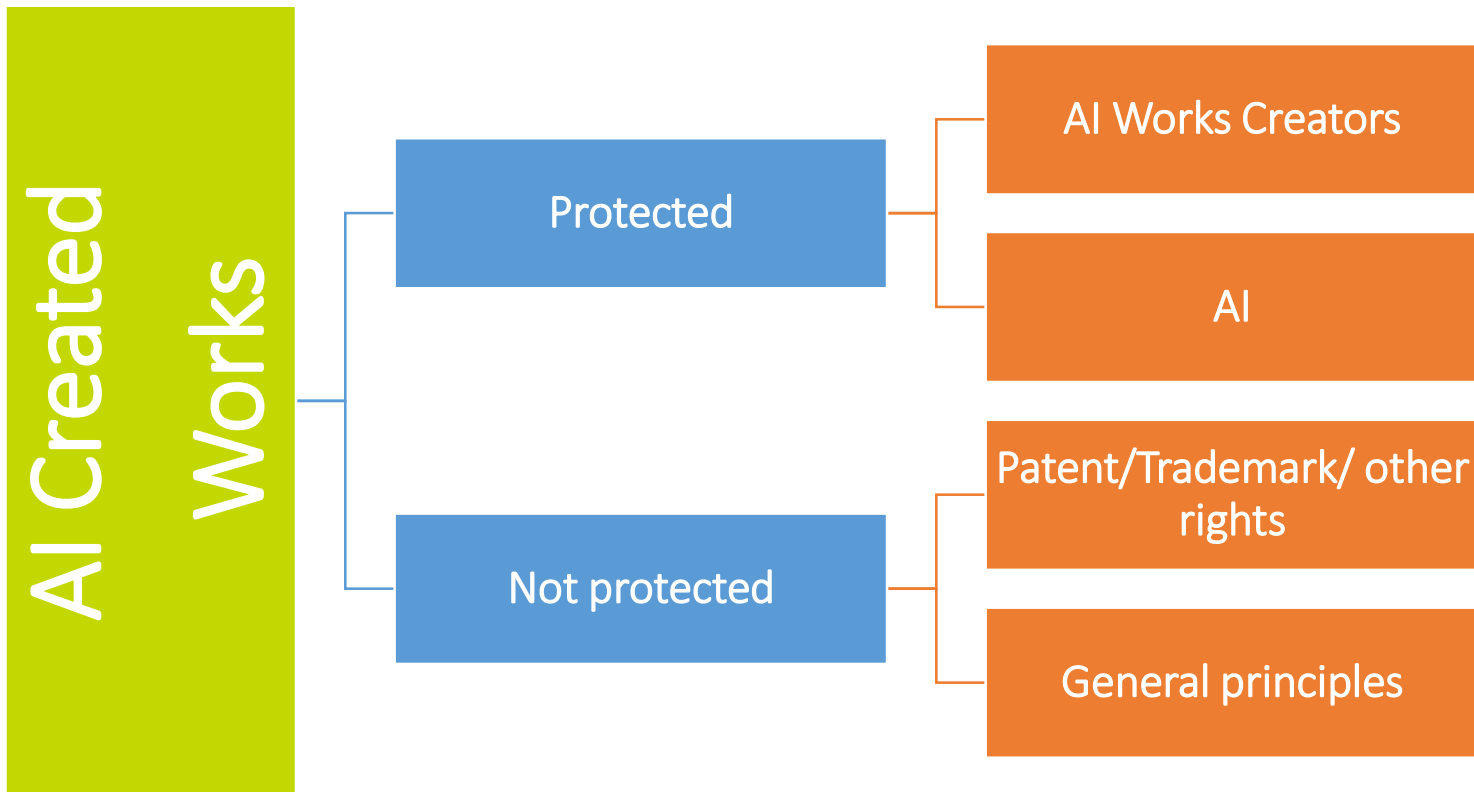 AI Created
Works
Protected
AI Works Creators
AI
Not protected
Patent/Trademark/ other
rights
General principles